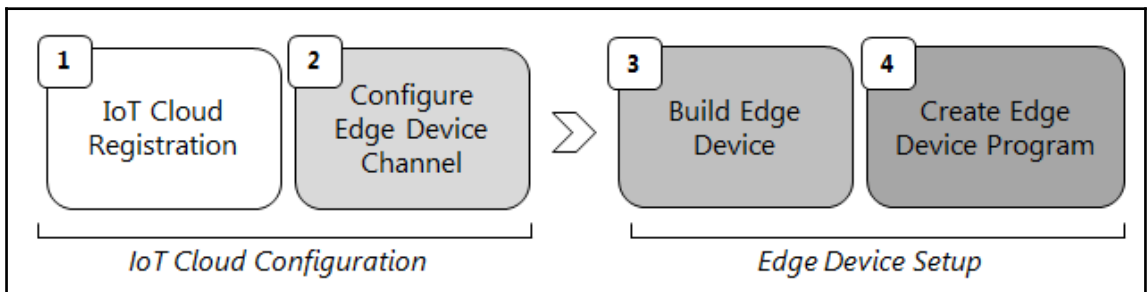 1
IoT Cloud
Registration
2
Configure
Edge Device
Channel
3
Build Edge
Device
4
Create Edge
Device Program
IoT Cloud Configuration
Edge Device Setup